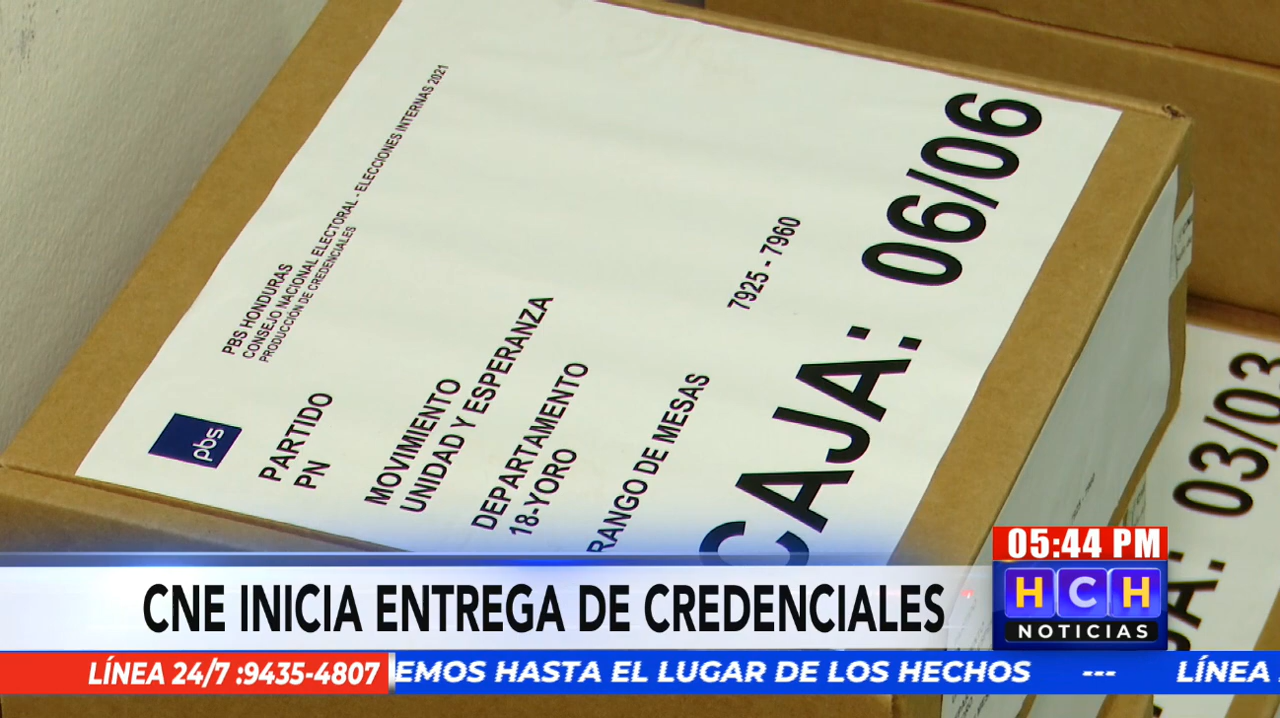 PBS HONDURAS
CONSEJO NACIONAL ELECTORAL - ELECCIONES INTERNAS 2021
PRODUCCIÓN DE CREDENCIALES
pbs
PARTIDO
PN
MOVIMIENTO
UNIDAD Y ESPERANZA
DEPARTAMENTO
18-YORO
RANGO DE MESAS
7925 - 7960
CAJA: 06/06
03/03
05:44 PM
HCH
NOTICIAS
CNE INICIA ENTREGA DE CREDENCIALES
LÍNEA 24/7 :9435-4807
EMOS HASTA EL LUGAR DE LOS HECHOS --- LÍNEA